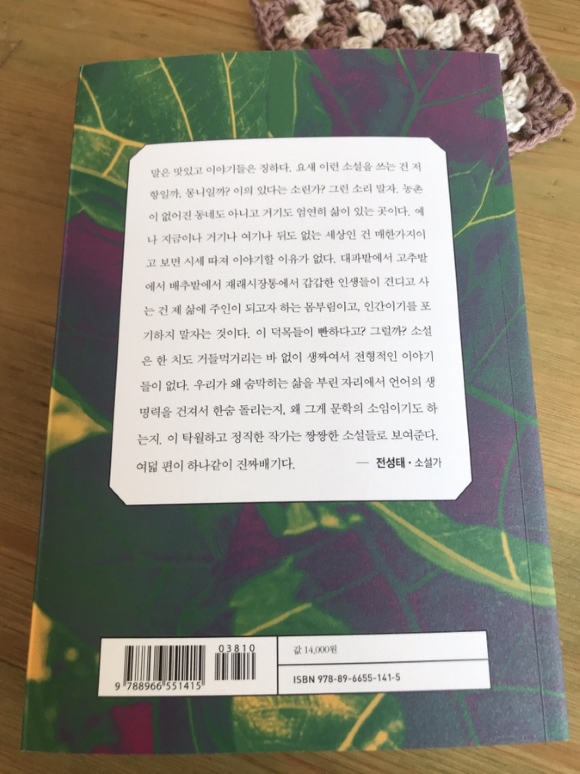 말은 맛있고 이야기들은 징하다. 요새 이런 소설을 쓰는 건 저
항일까, 몽니일까? 이의 있다는 소린가? 그런 소리 말자. 농촌
이 없어진 동네도 아니고 거기도 엄연히 삶이 있는 곳이다. 예
나 지금이나 거기나 여기나 뒤도 없는 세상인 건 매한가지이
고 보면 시세 따져 이야기할 이유가 없다. 대파밭에서 고추밭
에서 배추밭에서 재래시장통에서 갑갑한 인생들이 견디고 사
는 건 제 삶에 주인이 되고자 하는 몸부림이고, 인간이기를 포
기하지 말자는 것이다. 이 덕목들이 빤하다고? 그럴까? 소설
은 한 치도 거들먹거리는 바 없이 생짜여서 전형적인 이야기
들이 없다. 우리가 왜 숨막히는 삶을 부린 자리에서 언어의 생
명력을 건져서 한숨 돌리는지, 왜 그게 문학의 소임이기도 하
는지, 이 탁월하고 정직한 작가는 짱짱한 소설들로 보여준다.
여덟 편이 하나같이 진짜배기다. — 전성태 · 소설가
03810
9 788966 551415
값 14,000원
ISBN 978-89-6655-141-5